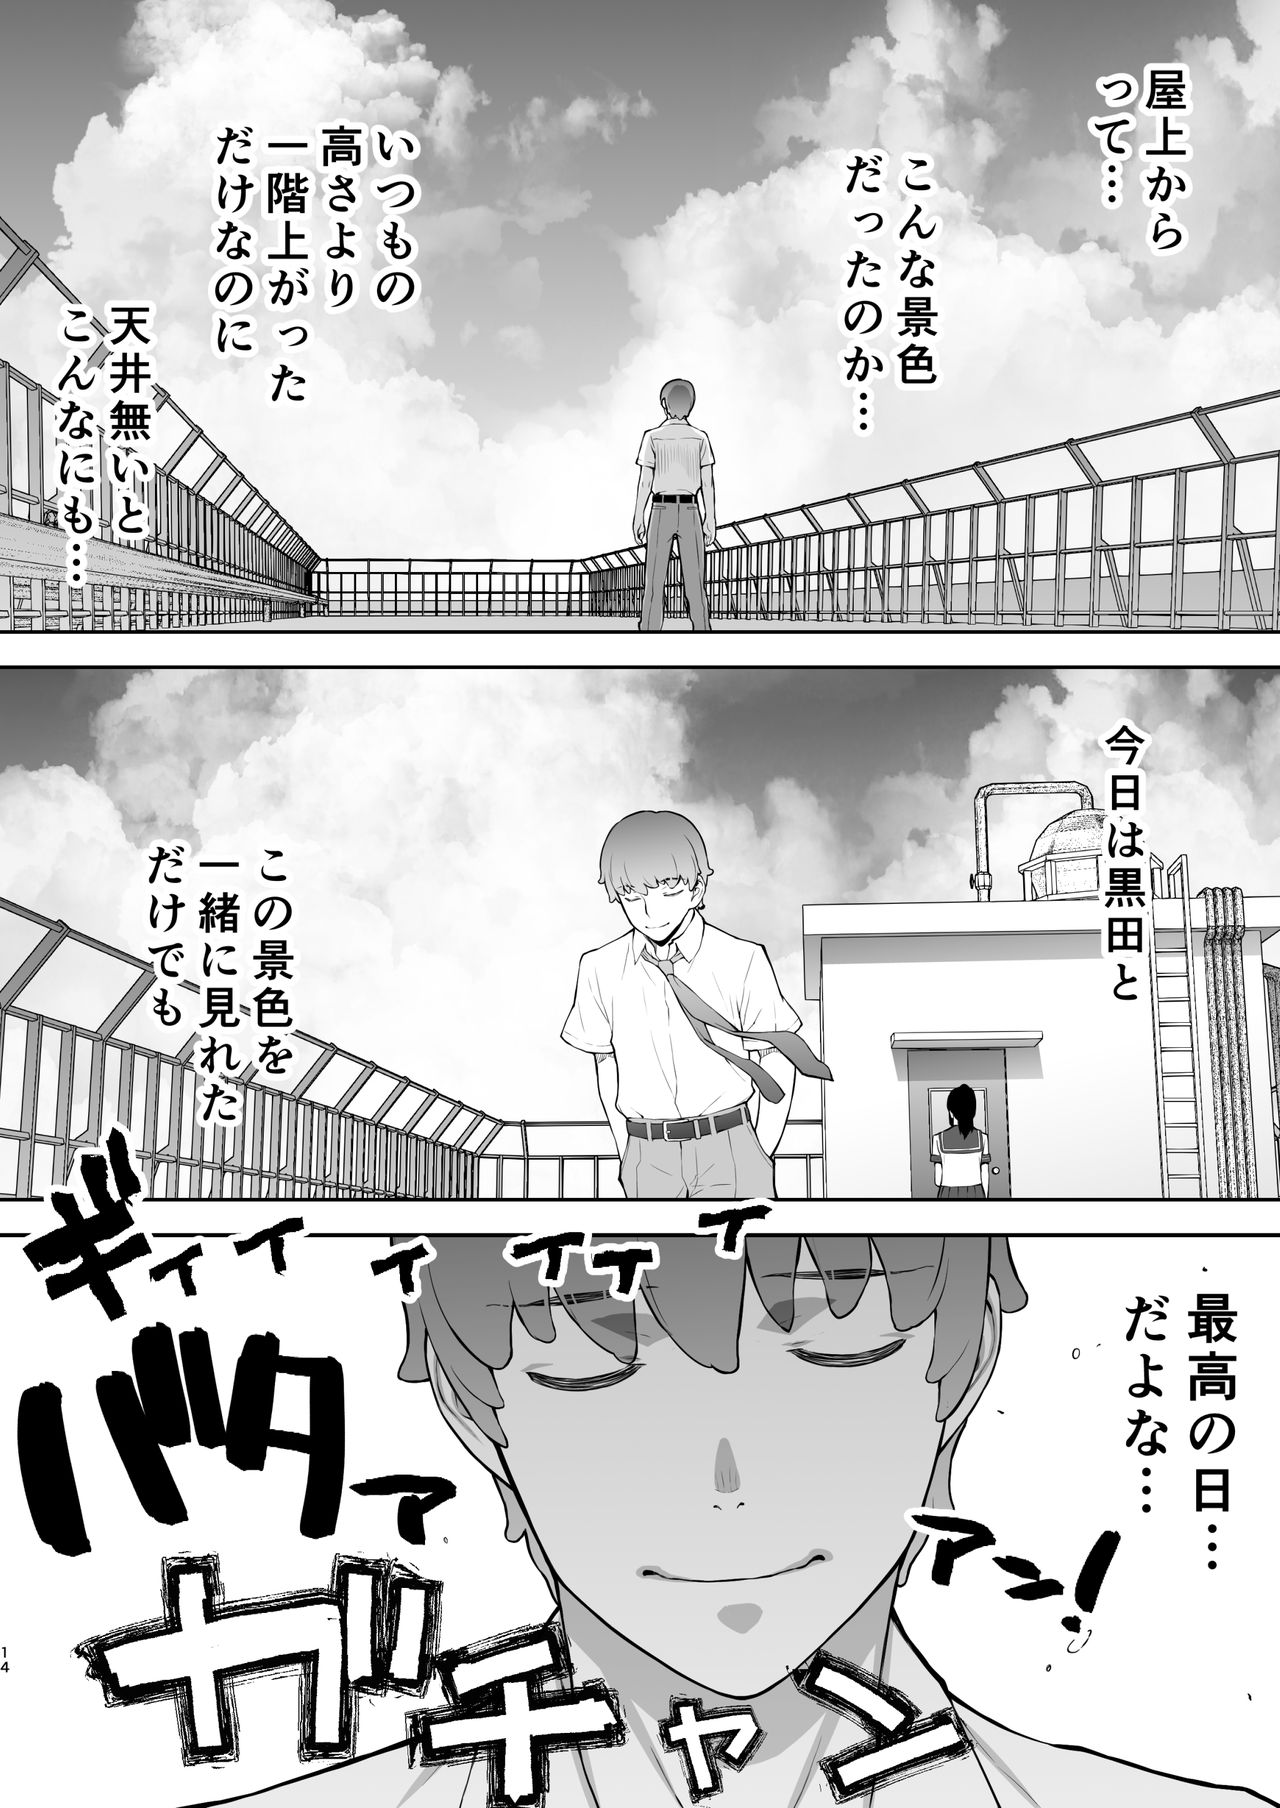 屋上から
って…
こんな景色
だったのか…
いつもの
高さより
一階上がった
だけなのに
天井無いと
こんなにも…
今日は黒田と
この景色を
一緒に見れた
だけでも
最高の日…
だよな…
ギィイィイィイィ
バタァアン!
ガチャン
14